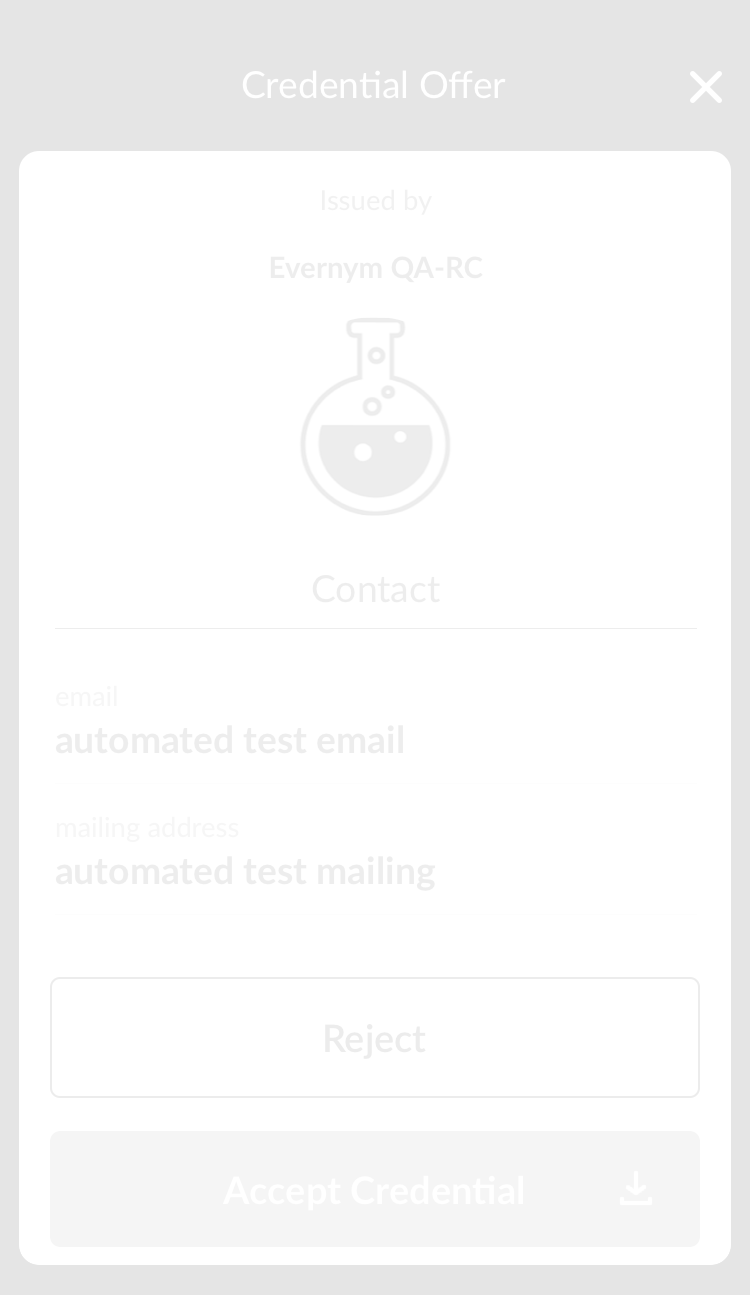 Credential Offer
Issued by
Evernym QA-RC
Contact
email
automated test email
mailing address
automated test mailing
Reject
Accept Credential